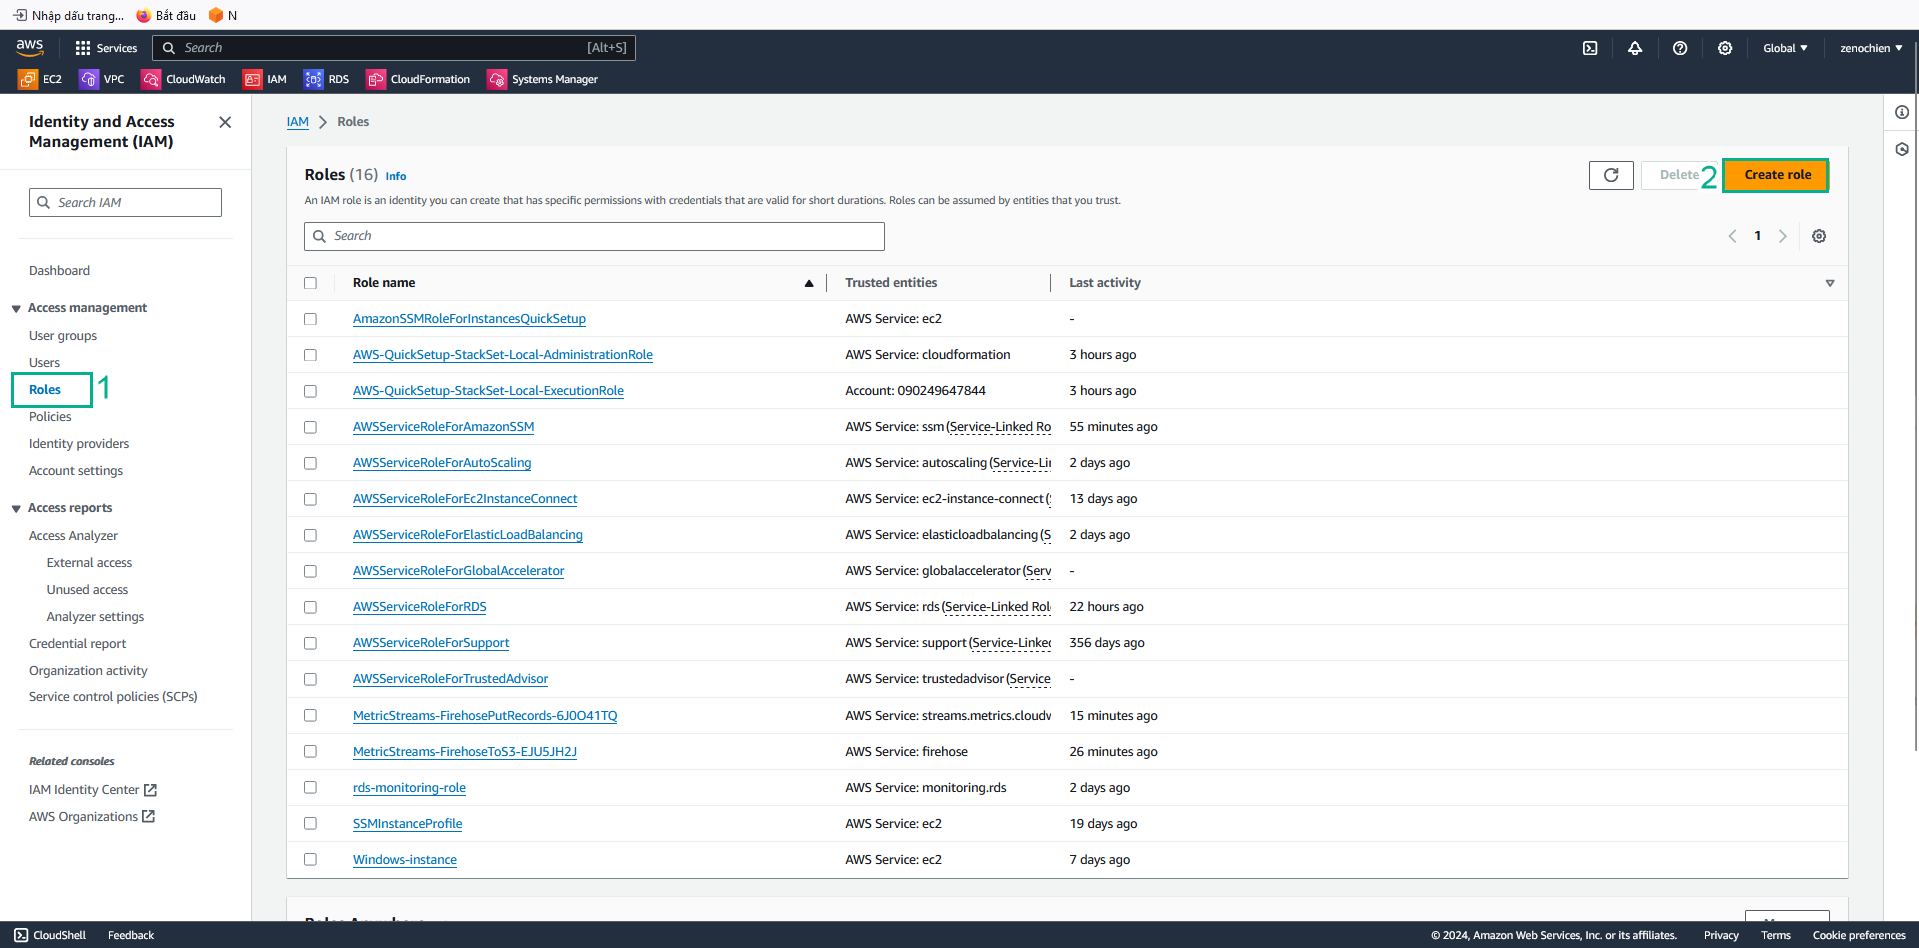 Nhập dấu trang...
Bắt đầu
N
aws
Services
Search
[Alt+S]
Global
zenochien
EC2
VPC
CloudWatch
IAM
RDS
CloudFormation
Systems Manager
Identity and Access
Management (IAM)
Search IAM
Dashboard
Access management
User groups
Users
Roles
1
Policies
Identity providers
Account settings
Access reports
Access Analyzer
External access
Unused access
Analyzer settings
Credential report
Organization activity
Service control policies (SCPs)
Related consoles
IAM Identity Center
AWS Organizations
IAM
Roles
Roles (16) Info
Delete
2
Create role
An IAM role is an identity you can create that has specific permissions with credentials that are valid for short durations. Roles can be assumed by entities that you trust.
Search
1
Role name Trusted entities Last activity
AmazonSSMRoleForInstancesQuickSetup AWS Service: ec2 -
AWS-QuickSetup-StackSet-Local-AdministrationRole AWS Service: cloudformation 3 hours ago
AWS-QuickSetup-StackSet-Local-ExecutionRole Account: 090249647844 3 hours ago
AWSServiceRoleForAmazonSSM AWS Service: ssm (Service-Linked Ro 55 minutes ago
AWSServiceRoleForAutoScaling AWS Service: autoscaling (Service-Li 2 days ago
AWSServiceRoleForEc2InstanceConnect AWS Service: ec2-instance-connect ( 13 days ago
AWSServiceRoleForElasticLoadBalancing AWS Service: elasticloadbalancing (S 2 days ago
AWSServiceRoleForGlobalAccelerator AWS Service: globalaccelerator (Serv -
AWSServiceRoleForRDS AWS Service: rds (Service-Linked Rol 22 hours ago
AWSServiceRoleForSupport AWS Service: support (Service-Linked 356 days ago
AWSServiceRoleForTrustedAdvisor AWS Service: trustedadvisor (Service -
MetricStreams-FirehosePutRecords-6J0O41TQ AWS Service: streams.metrics.cloudw 15 minutes ago
MetricStreams-FirehoseToS3-EJU5JH2J AWS Service: firehose 26 minutes ago
rds-monitoring-role AWS Service: monitoring.rds 2 days ago
SSMInstanceProfile AWS Service: ec2 19 days ago
Windows-instance AWS Service: ec2 7 days ago
CloudShell
Feedback
© 2024, Amazon Web Services, Inc. or its affiliates.
Privacy
Terms
Cookie preferences